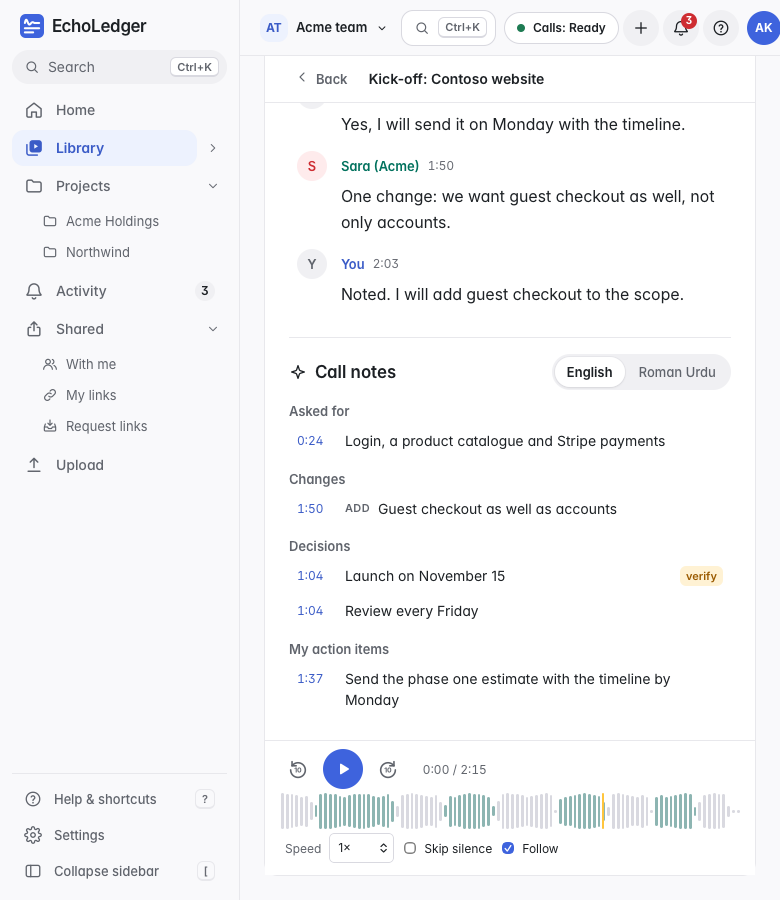 EchoLedger
Search Ctrl+K
Home
Library
Projects
Acme Holdings
Northwind
Activity 3
Shared
With me
My links
Request links
Upload
Help & shortcuts ?
Settings
Collapse sidebar [
AT Acme team Ctrl+K Calls: Ready 3 AK
Back Kick-off: Contoso website
Yes, I will send it on Monday with the timeline.
S Sara (Acme) 1:50
One change: we want guest checkout as well, not
only accounts.
Y You 2:03
Noted. I will add guest checkout to the scope.
Call notes English Roman Urdu
Asked for
0:24 Login, a product catalogue and Stripe payments
Changes
1:50 ADD Guest checkout as well as accounts
Decisions
1:04 Launch on November 15 verify
1:04 Review every Friday
My action items
1:37 Send the phase one estimate with the timeline by
Monday
10 10 0:00 / 2:15
Speed 1× Skip silence Follow